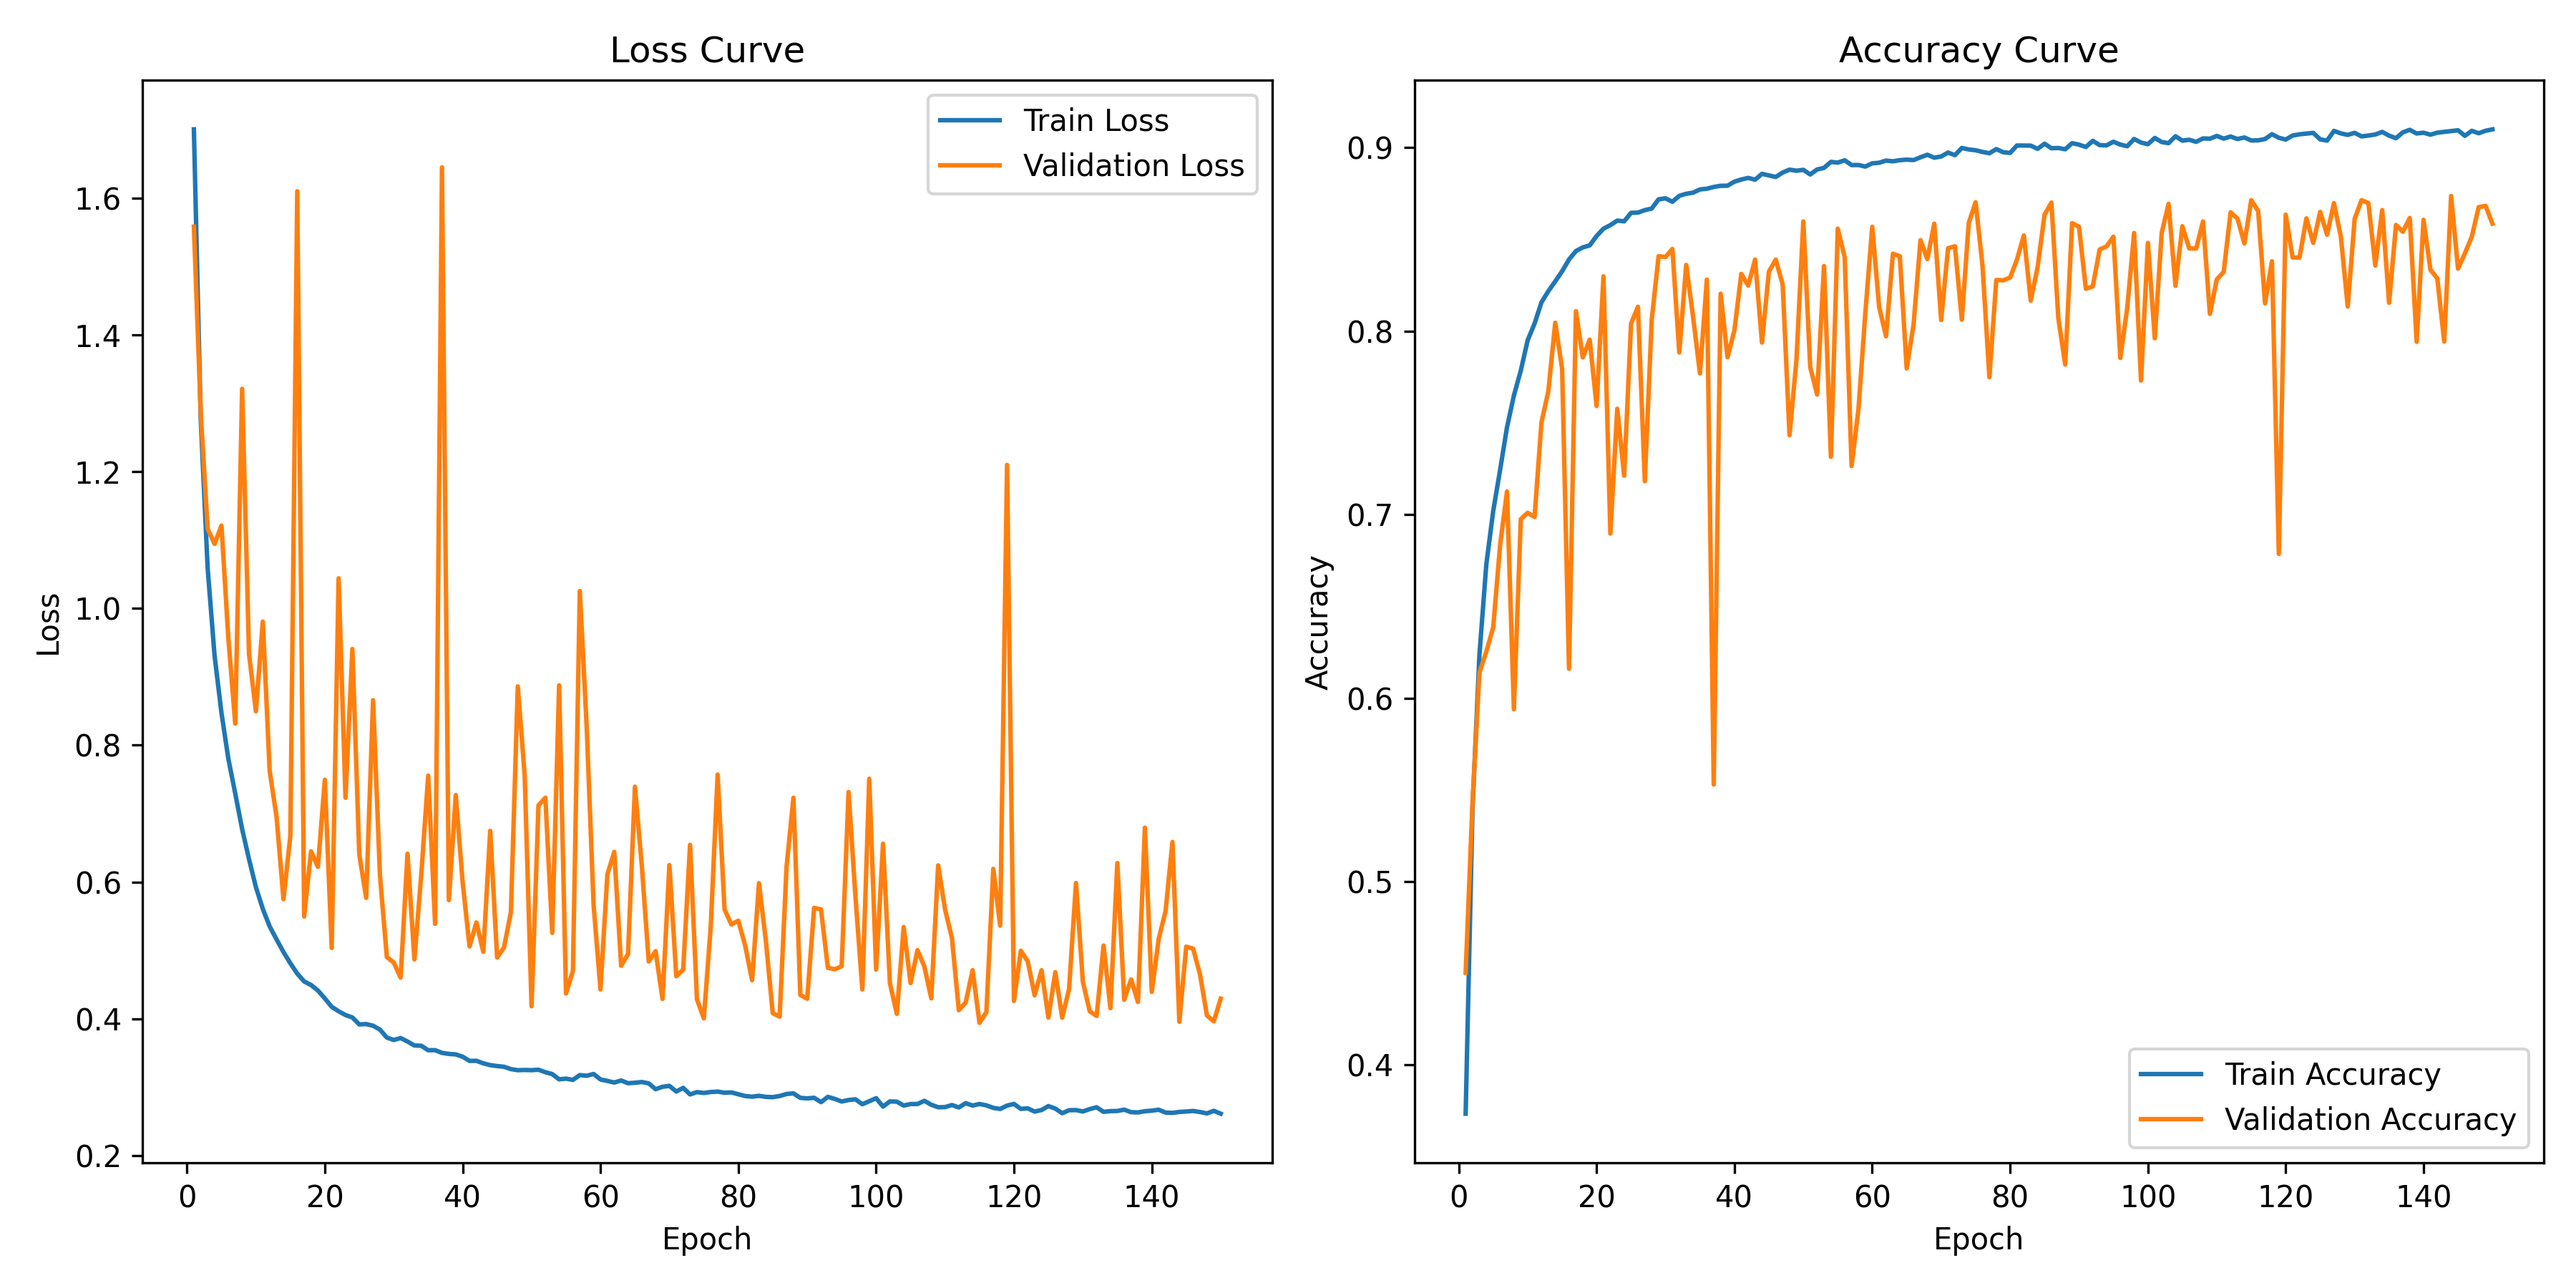 Loss Curve
Train Loss
Validation Loss
Loss
1.6
1.4
1.2
1.0
0.8
0.6
0.4
0.2
0 20 40 60 80 100 120 140
Epoch
Accuracy Curve
Accuracy
0.9
0.8
0.7
0.6
0.5
0.4
Train Accuracy
Validation Accuracy
0 20 40 60 80 100 120 140
Epoch